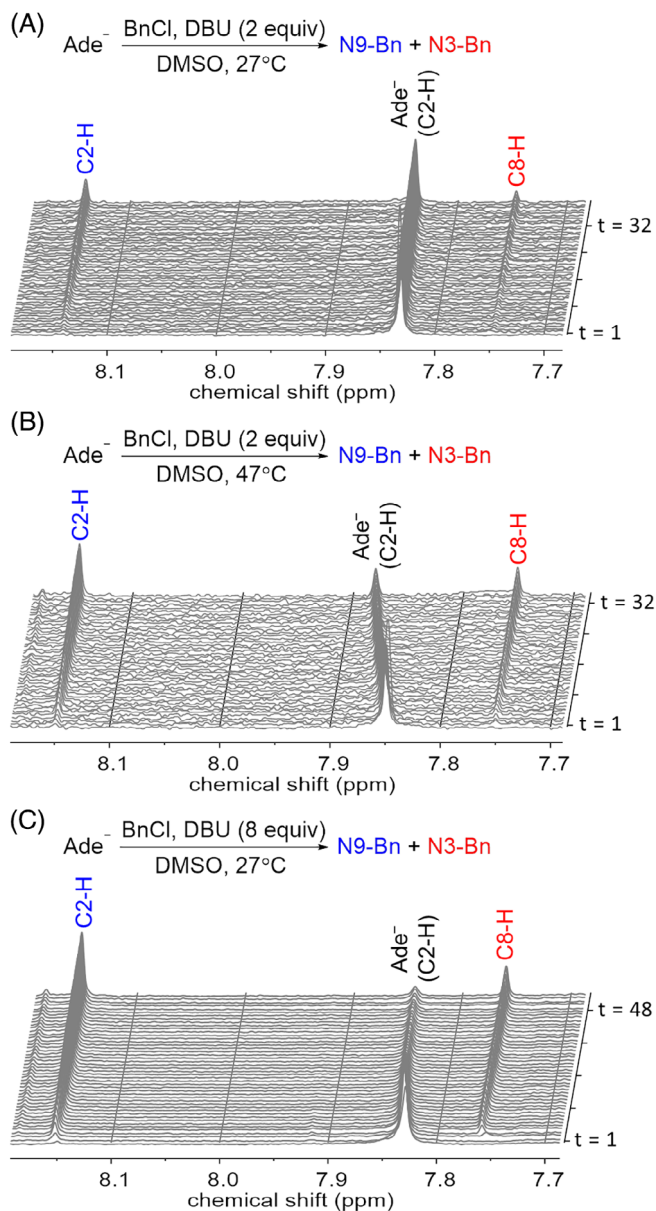 (A)
BnCl, DBU (2 equiv)
Ade⁻ N9-Bn + N3-Bn
DMSO, 27°C
C2-H
Ade⁻
(C2-H)
C8-H
t = 32
t = 1
8.1 8.0 7.9 7.8 7.7
chemical shift (ppm)
(B)
BnCl, DBU (2 equiv)
Ade⁻ N9-Bn + N3-Bn
DMSO, 47°C
C2-H
Ade⁻
(C2-H)
C8-H
t = 32
t = 1
8.1 8.0 7.9 7.8 7.7
chemical shift (ppm)
(C)
BnCl, DBU (8 equiv)
Ade⁻ N9-Bn + N3-Bn
DMSO, 27°C
C2-H
Ade⁻
(C2-H)
C8-H
t = 48
t = 1
8.1 8.0 7.9 7.8 7.7
chemical shift (ppm)